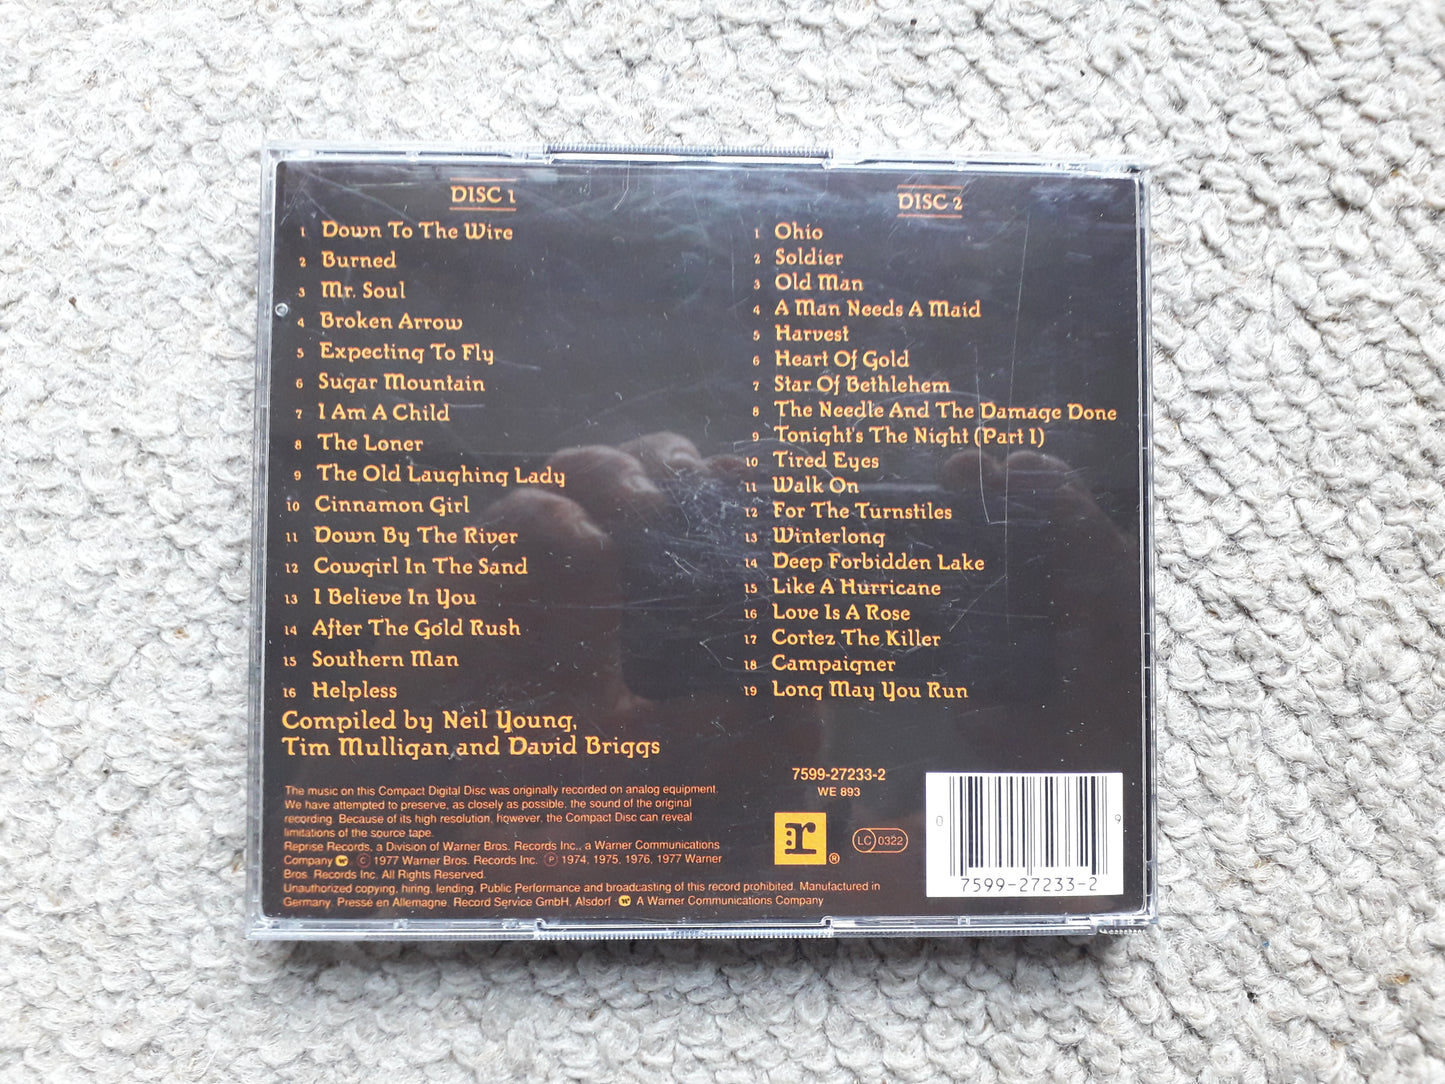 DISC 1
1 Down To The Wire
2 Burned
3 Mr. Soul
4 Broken Arrow
5 Expecting To Fly
6 Sugar Mountain
7 I Am A Child
8 The Loner
9 The Old Laughing Lady
10 Cinnamon Girl
11 Down By The River
12 Cowgirl In The Sand
13 I Believe In You
14 After The Gold Rush
15 Southern Man
16 Helpless
Compiled by Neil Young,
Tim Mulligan and David Briggs
DISC 2
1 Ohio
2 Soldier
3 Old Man
4 A Man Needs A Maid
5 Harvest
6 Heart Of Gold
7 Star Of Bethlehem
8 The Needle And The Damage Done
9 Tonight's The Night (Part 1)
10 Tired Eyes
11 Walk On
12 For The Turnstiles
13 Winterlong
14 Deep Forbidden Lake
15 Like A Hurricane
16 Love Is A Rose
17 Cortez The Killer
18 Campaigner
19 Long May You Run
The music on this Compact Digital Disc was originally recorded on analog equipment.
We have attempted to preserve, as closely as possible, the sound of the original
recording. Because of its high resolution, however, the Compact Disc can reveal
limitations of the source tape.
Reprise Records, a Division of Warner Bros. Records Inc., a Warner Communications
Company Ⓒ 1977 Warner Bros. Records Inc. Ⓟ 1974, 1975, 1976, 1977 Warner
Bros. Records Inc. All Rights Reserved.
Unauthorized copying, hiring, lending, Public Performance and broadcasting of this record prohibited. Manufactured in
Germany. Pressé en Allemagne. Record Service GmbH, Alsdorf · A Warner Communications Company
7599-27233-2
WE 893
:r ®
LC 0322
0 9
7599-27233-2